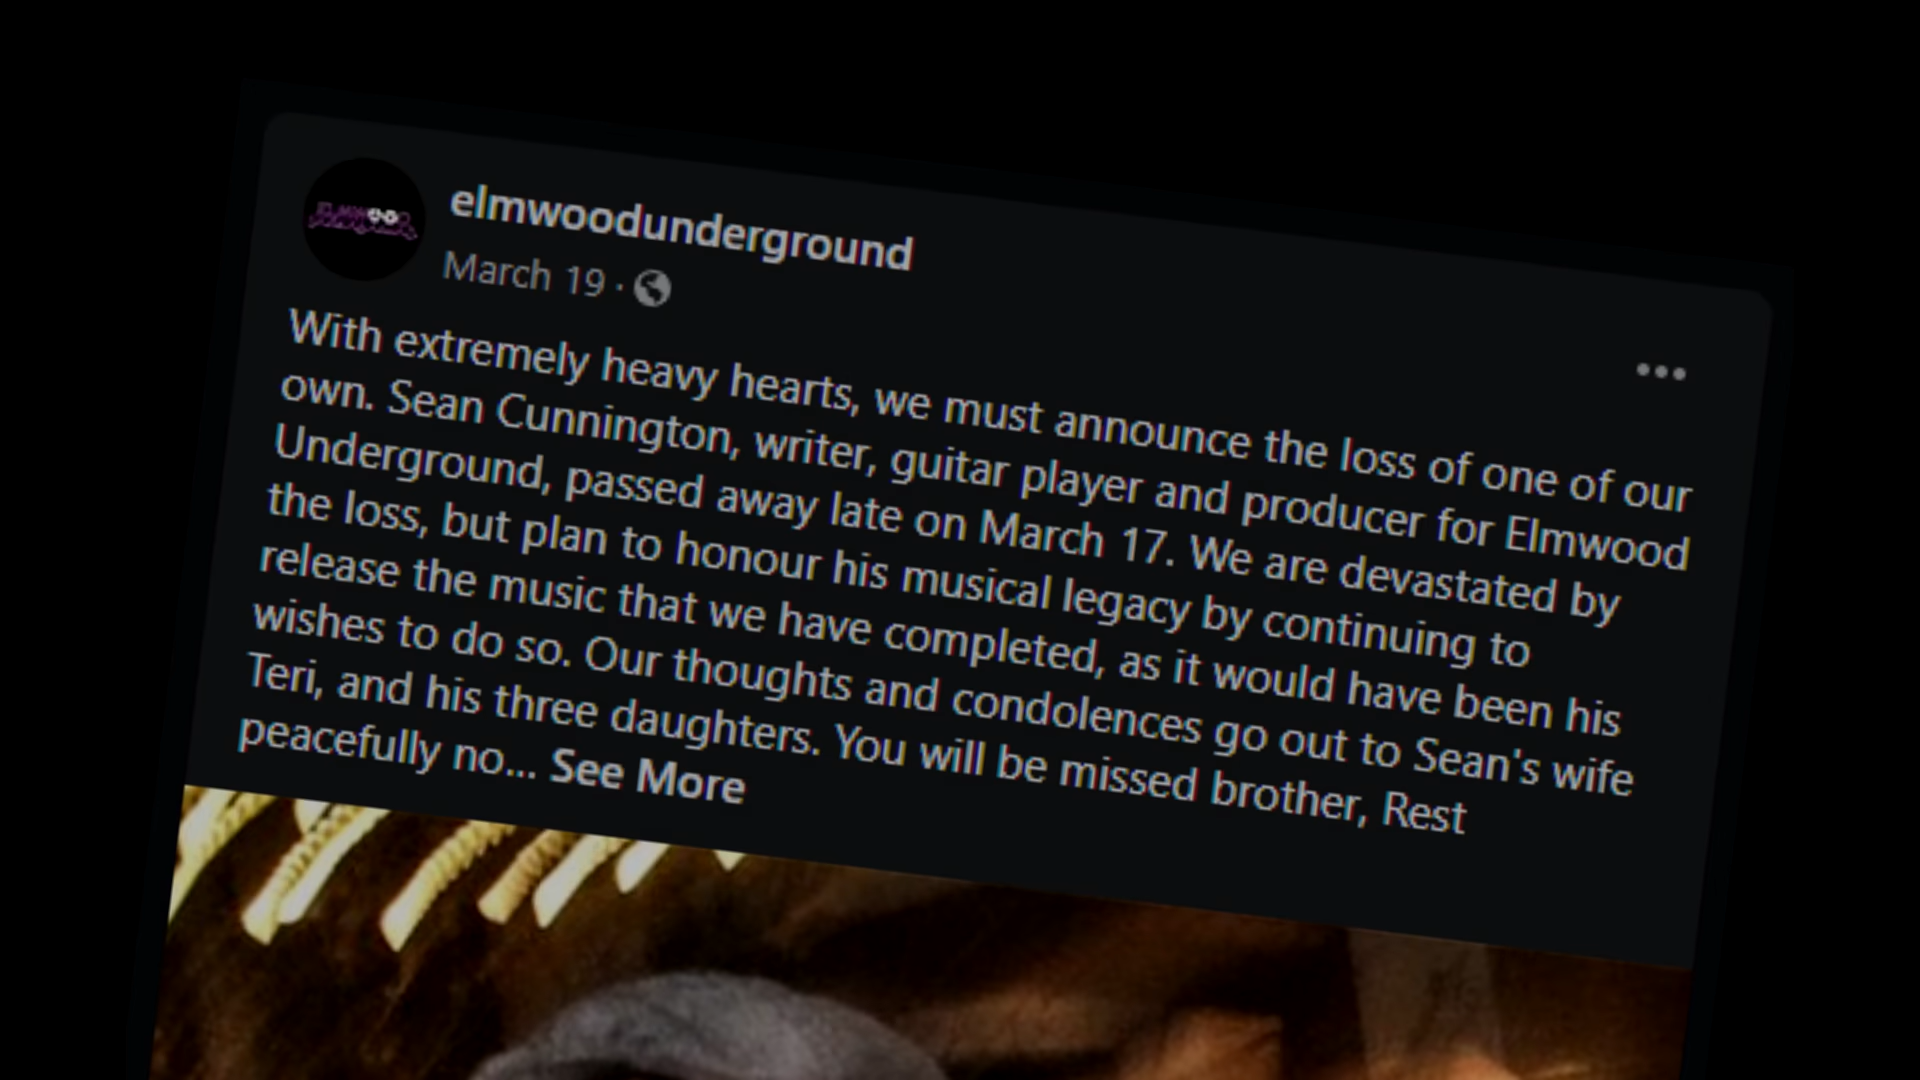 elmwoodunderground
March 19 ·
With extremely heavy hearts, we must announce the loss of one of our
own. Sean Cunnington, writer, guitar player and producer for Elmwood
Underground, passed away late on March 17. We are devastated by
the loss, but plan to honour his musical legacy by continuing to
release the music that we have completed, as it would have been his
wishes to do so. Our thoughts and condolences go out to Sean's wife
Teri, and his three daughters. You will be missed brother, Rest
peacefully no... See More